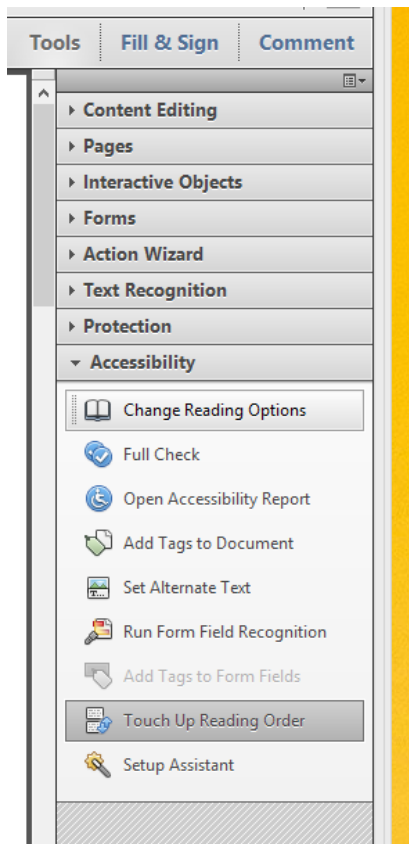 Tools Fill & Sign Comment
Content Editing
Pages
Interactive Objects
Forms
Action Wizard
Text Recognition
Protection
Accessibility
Change Reading Options
Full Check
Open Accessibility Report
Add Tags to Document
Set Alternate Text
Run Form Field Recognition
Add Tags to Form Fields
Touch Up Reading Order
Setup Assistant